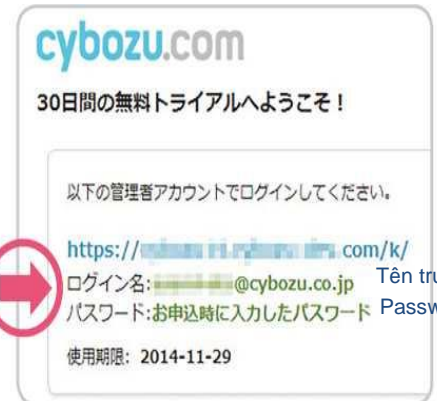 cybozu.com
30日間の無料トライアルへようこそ！
以下の管理者アカウントでログインしてください。
https:// com/k/
ログイン名: @cybozu.co.jp Tên
パスワード:お申込時に入力したパスワード
使用期限: 2014-11-29